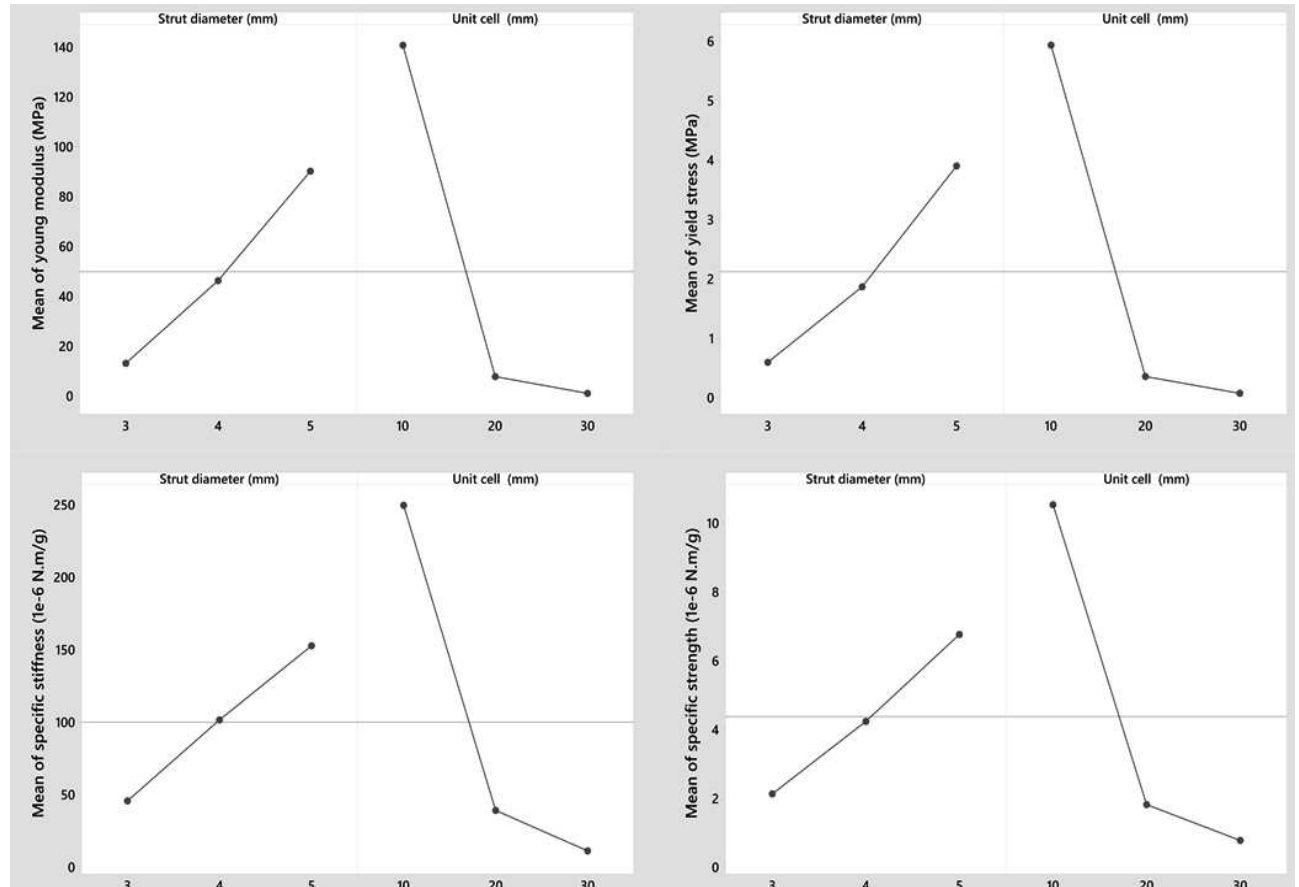 Strut diameter (mm) Unit cell (mm)
Mean of young modulus (MPa)
140
120
100
80
60
40
20
0
3 4 5 10 20 30
Strut diameter (mm) Unit cell (mm)
Mean of yield stress (MPa)
6
5
4
3
2
1
0
3 4 5 10 20 30
Strut diameter (mm) Unit cell (mm)
Mean of specific stiffness (1e-6 N.m/g)
250
200
150
100
50
0
3 4 5 10 20 30
Strut diameter (mm) Unit cell (mm)
Mean of specific strength (1e-6 N.m/g)
10
8
6
4
2
0
3 4 5 10 20 30